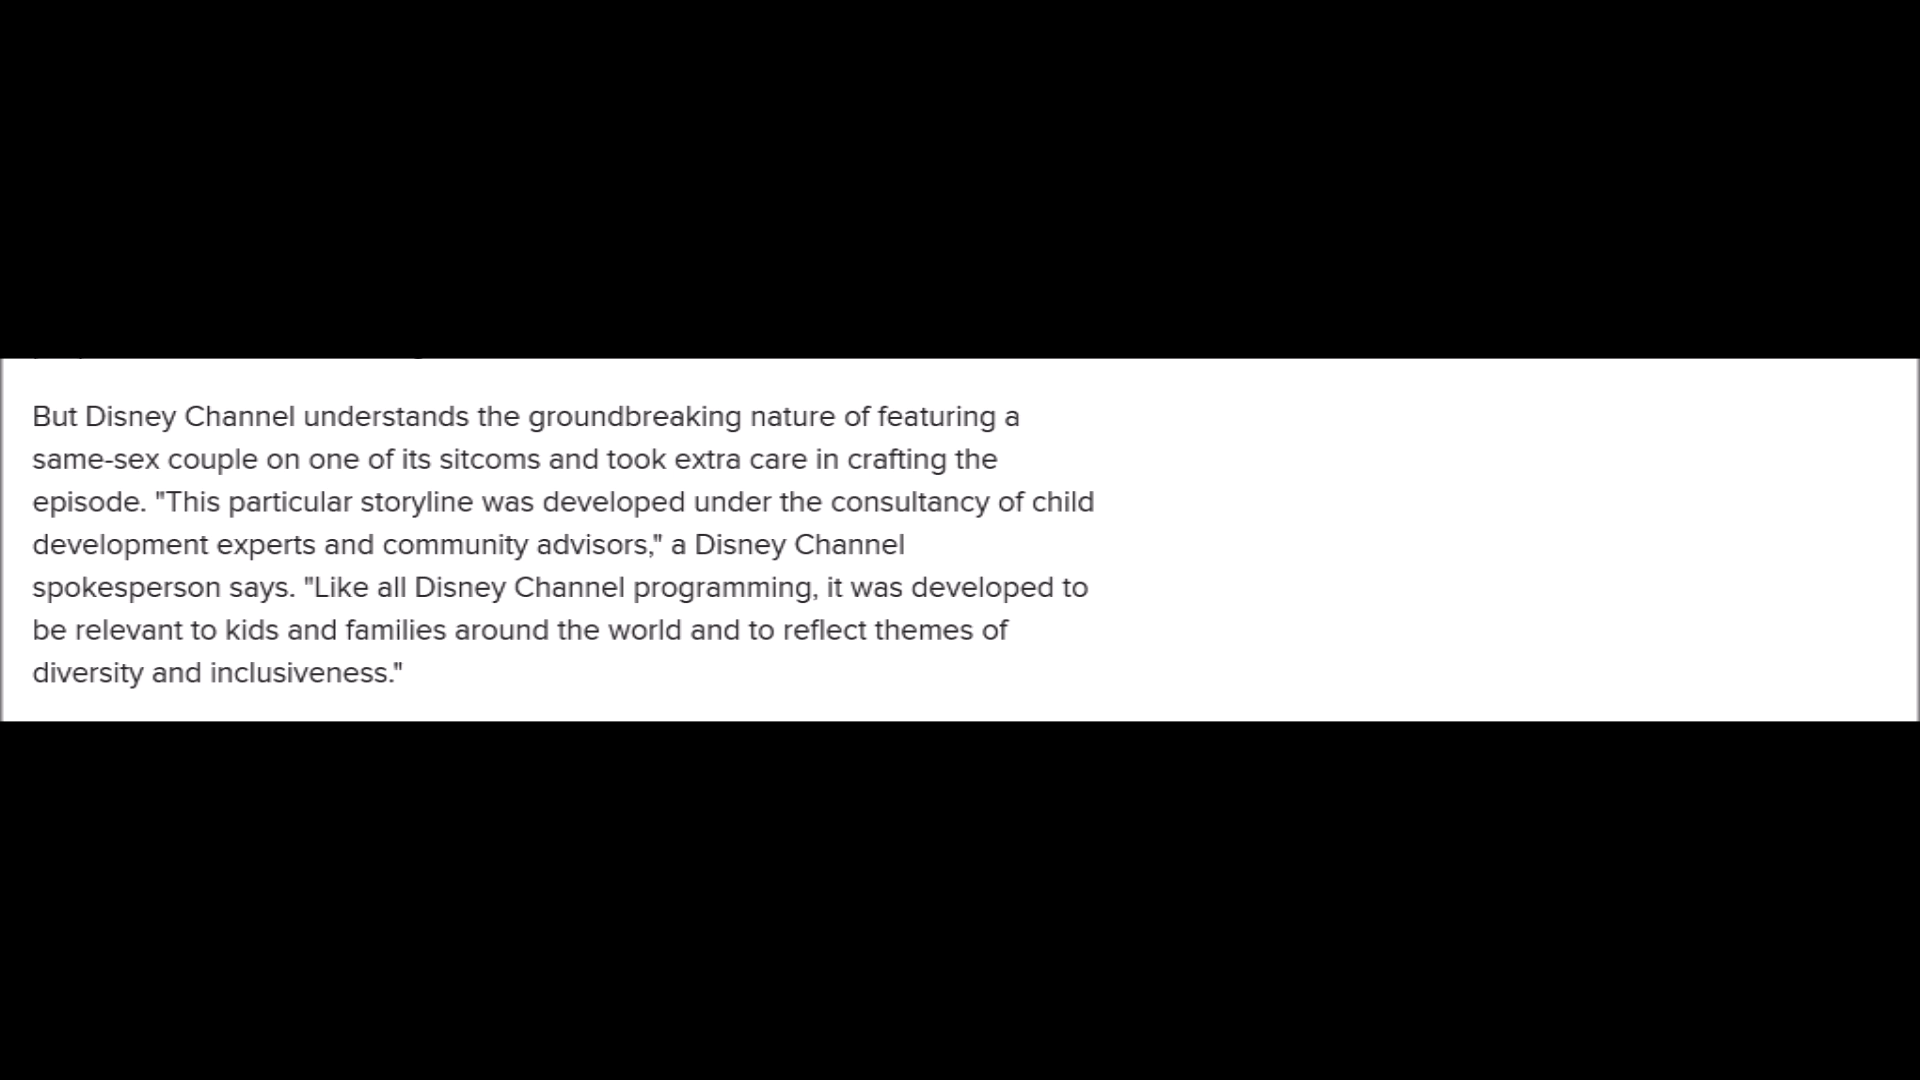 But Disney Channel understands the groundbreaking nature of featuring a
same-sex couple on one of its sitcoms and took extra care in crafting the
episode. "This particular storyline was developed under the consultancy of child
development experts and community advisors," a Disney Channel
spokesperson says. "Like all Disney Channel programming, it was developed to
be relevant to kids and families around the world and to reflect themes of
diversity and inclusiveness."